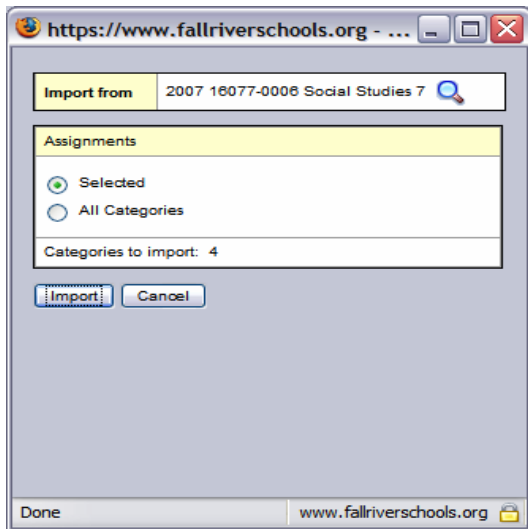 https://www.fallriverschools.org - ...
Import from 2007 16077-0006 Social Studies 7
Assignments
Selected
All Categories
Categories to import: 4
Import Cancel
Done www.fallriverschools.org